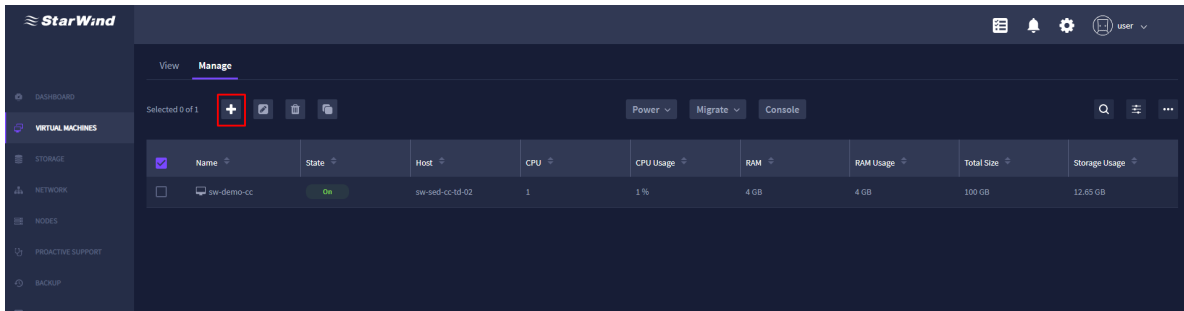 StarWind
user
View Manage
Selected 0 of 1 Power Migrate Console
DASHBOARD
VIRTUAL MACHINES
STORAGE
NETWORK
NODES
PROACTIVE SUPPORT
BACKUP
Name State Host CPU CPU Usage RAM RAM Usage Total Size Storage Usage
sw-demo-cc On sw-sed-cc-td-02 1 1 % 4 GB 4 GB 100 GB 12.65 GB